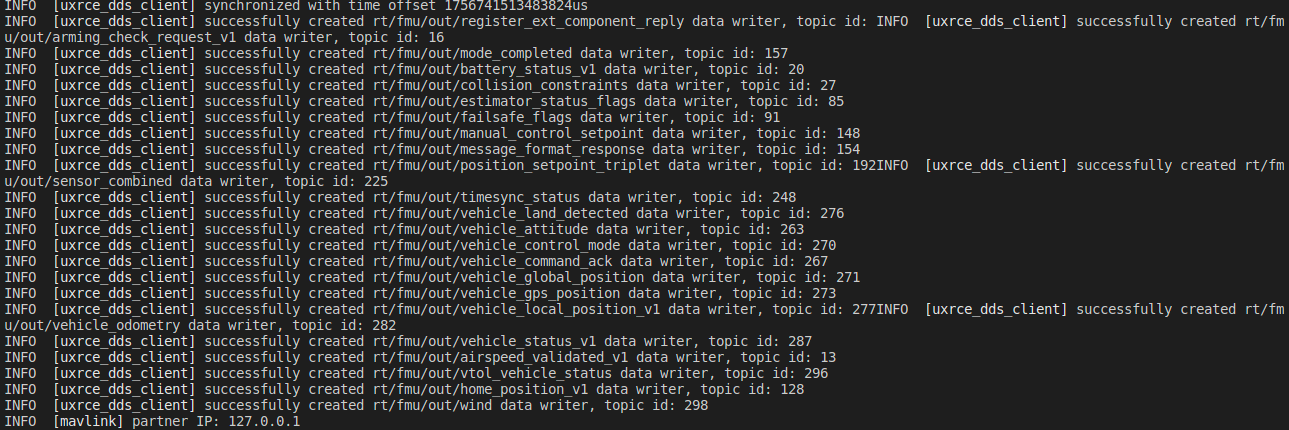 INFO  [uxrce_dds_client] synchronized with time offset 1756741513483824us
INFO  [uxrce_dds_client] successfully created rt/fmu/out/register_ext_component_reply data writer, topic id: INFO  [uxrce_dds_client] successfully created rt/fm
u/out/arming_check_request_v1 data writer, topic id: 16
INFO  [uxrce_dds_client] successfully created rt/fmu/out/mode_completed data writer, topic id: 157
INFO  [uxrce_dds_client] successfully created rt/fmu/out/battery_status_v1 data writer, topic id: 20
INFO  [uxrce_dds_client] successfully created rt/fmu/out/collision_constraints data writer, topic id: 27
INFO  [uxrce_dds_client] successfully created rt/fmu/out/estimator_status_flags data writer, topic id: 85
INFO  [uxrce_dds_client] successfully created rt/fmu/out/failsafe_flags data writer, topic id: 91
INFO  [uxrce_dds_client] successfully created rt/fmu/out/manual_control_setpoint data writer, topic id: 148
INFO  [uxrce_dds_client] successfully created rt/fmu/out/message_format_response data writer, topic id: 154
INFO  [uxrce_dds_client] successfully created rt/fmu/out/position_setpoint_triplet data writer, topic id: 192INFO  [uxrce_dds_client] successfully created rt/fm
u/out/sensor_combined data writer, topic id: 225
INFO  [uxrce_dds_client] successfully created rt/fmu/out/timesync_status data writer, topic id: 248
INFO  [uxrce_dds_client] successfully created rt/fmu/out/vehicle_land_detected data writer, topic id: 276
INFO  [uxrce_dds_client] successfully created rt/fmu/out/vehicle_attitude data writer, topic id: 263
INFO  [uxrce_dds_client] successfully created rt/fmu/out/vehicle_control_mode data writer, topic id: 270
INFO  [uxrce_dds_client] successfully created rt/fmu/out/vehicle_command_ack data writer, topic id: 267
INFO  [uxrce_dds_client] successfully created rt/fmu/out/vehicle_global_position data writer, topic id: 271
INFO  [uxrce_dds_client] successfully created rt/fmu/out/vehicle_gps_position data writer, topic id: 273
INFO  [uxrce_dds_client] successfully created rt/fmu/out/vehicle_local_position_v1 data writer, topic id: 277INFO  [uxrce_dds_client] successfully created rt/fm
u/out/vehicle_odometry data writer, topic id: 282
INFO  [uxrce_dds_client] successfully created rt/fmu/out/vehicle_status_v1 data writer, topic id: 287
INFO  [uxrce_dds_client] successfully created rt/fmu/out/airspeed_validated_v1 data writer, topic id: 13
INFO  [uxrce_dds_client] successfully created rt/fmu/out/vtol_vehicle_status data writer, topic id: 296
INFO  [uxrce_dds_client] successfully created rt/fmu/out/home_position_v1 data writer, topic id: 128
INFO  [uxrce_dds_client] successfully created rt/fmu/out/wind data writer, topic id: 298
INFO  [mavlink] partner IP: 127.0.0.1